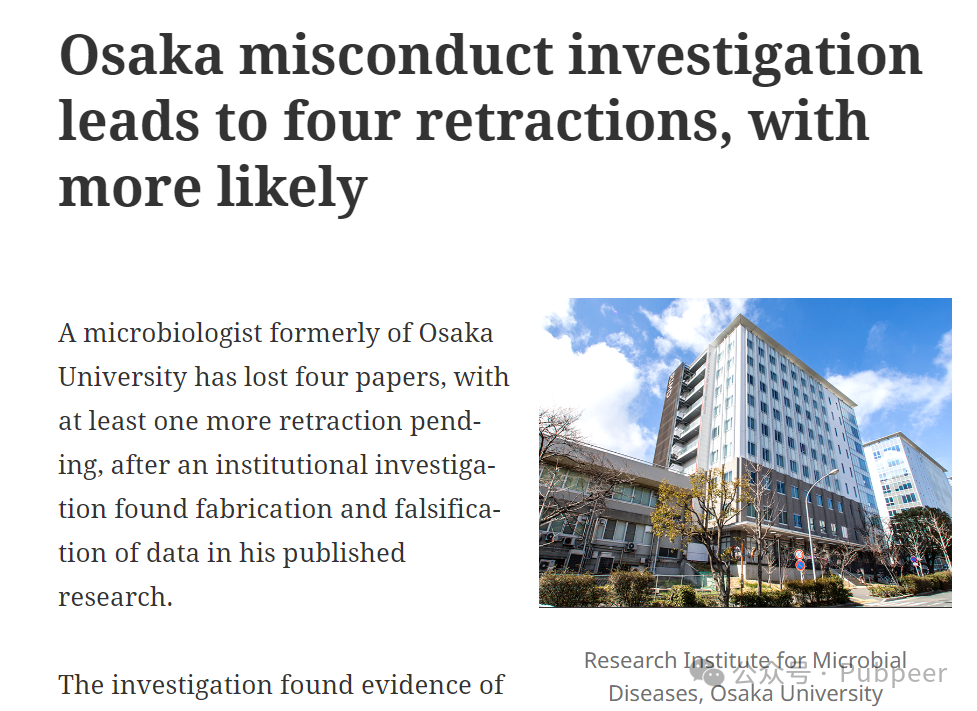 Osaka misconduct investigation
leads to four retractions, with
more likely
A microbiologist formerly of Osaka
University has lost four papers, with
at least one more retraction pend-
ing, after an institutional investiga-
tion found fabrication and falsifica-
tion of data in his published
research.
The investigation found evidence of
Research Institute for Microbial
Diseases, Osaka University
公众号 · Pubpeer